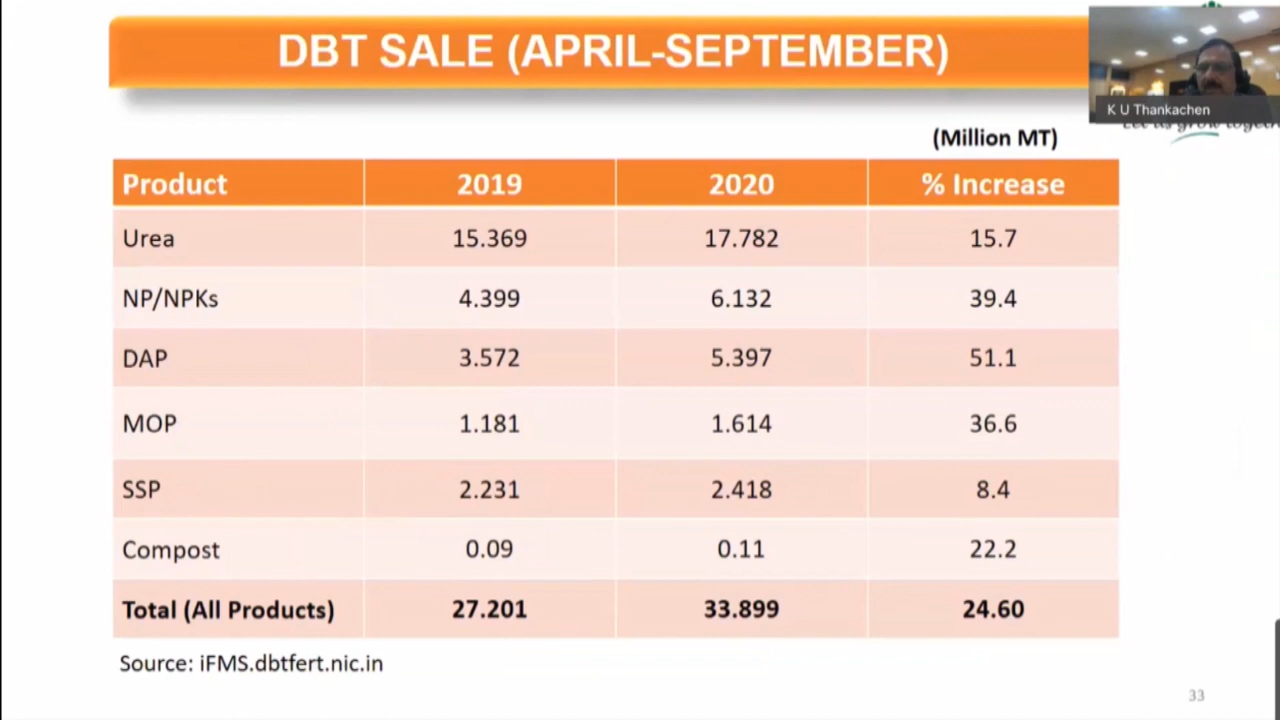 DBT SALE (APRIL-SEPTEMBER)
K U Thankachen
(Million MT)
Product 2019 2020 % Increase
Urea 15.369 17.782 15.7
NP/NPKs 4.399 6.132 39.4
DAP 3.572 5.397 51.1
MOP 1.181 1.614 36.6
SSP 2.231 2.418 8.4
Compost 0.09 0.11 22.2
Total (All Products) 27.201 33.899 24.60
Source: iFMS.dbtfert.nic.in
33